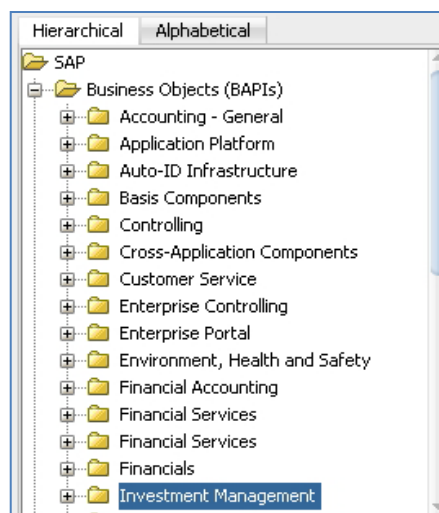 Hierarchical Alphabetical
SAP
Business Objects (BAPIs)
Accounting - General
Application Platform
Auto-ID Infrastructure
Basis Components
Controlling
Cross-Application Components
Customer Service
Enterprise Controlling
Enterprise Portal
Environment, Health and Safety
Financial Accounting
Financial Services
Financial Services
Financials
Investment Management